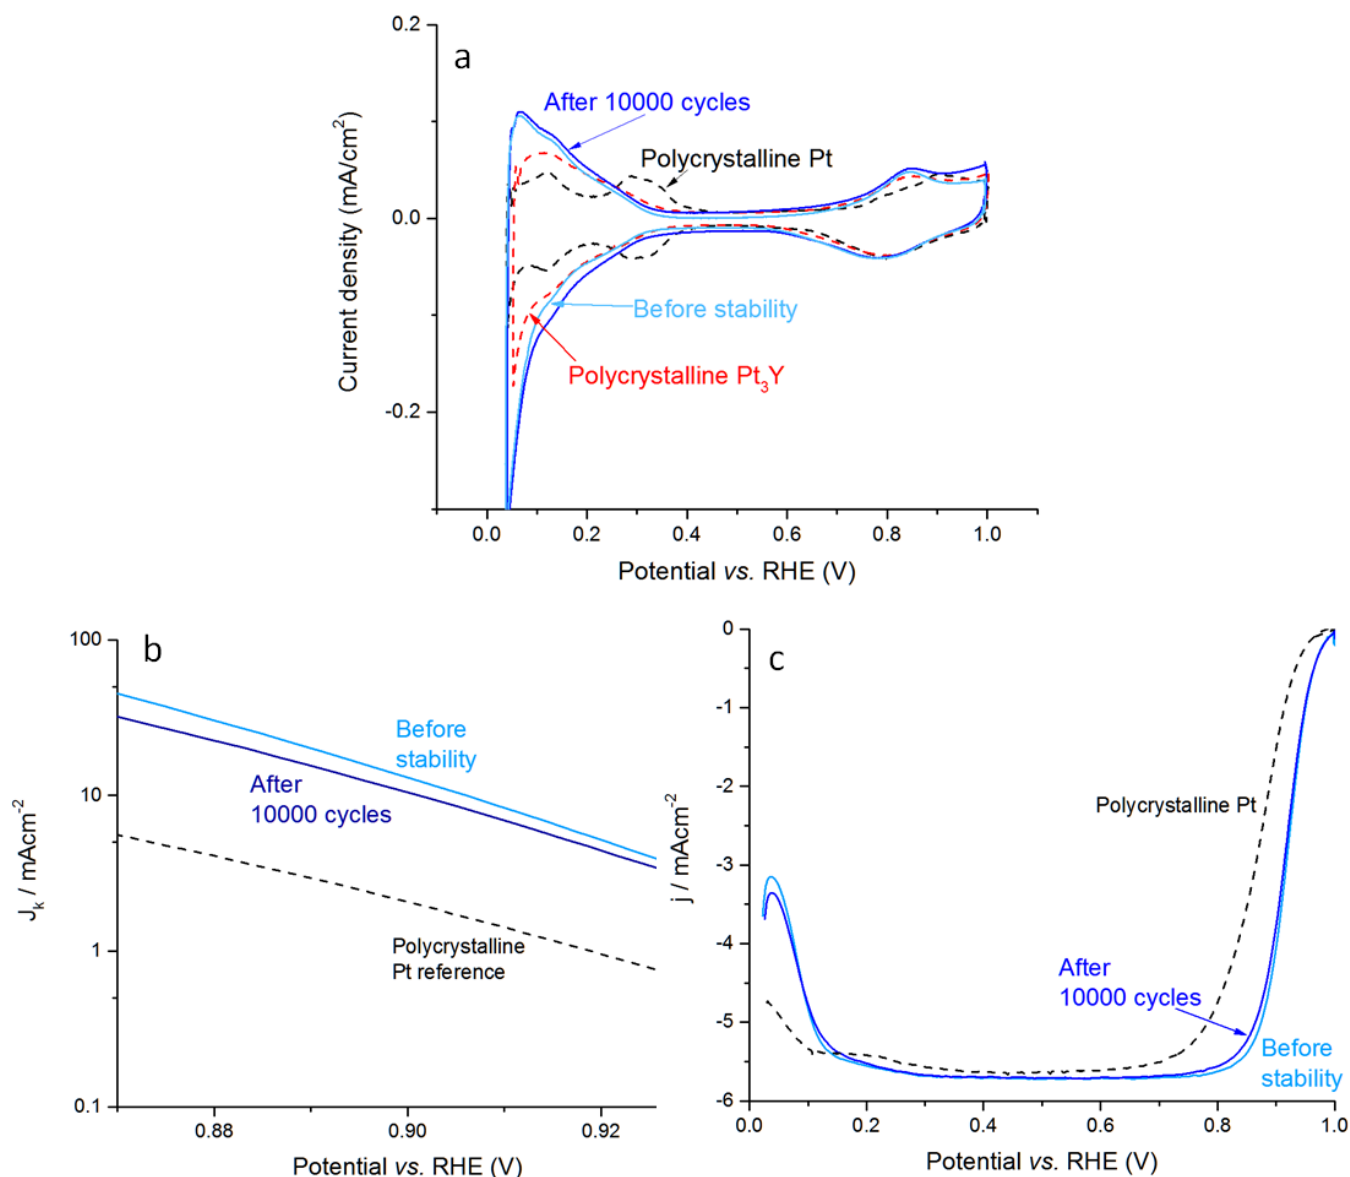 a
0.2
0.1
0.0
-0.2
Current density (mA/cm²)
After 10000 cycles
Polycrystalline Pt
Before stability
Polycrystalline Pt₃Y
0.0 0.2 0.4 0.6 0.8 1.0
Potential vs. RHE (V)
b
100
10
1
0.1
Jₖ / mAcm⁻²
Before
stability
After
10000 cycles
Polycrystalline
Pt reference
0.88 0.90 0.92
Potential vs. RHE (V)
c
0
-1
-2
-3
-4
-5
-6
j / mAcm⁻²
Polycrystalline Pt
After
10000 cycles
Before
stability
0.0 0.2 0.4 0.6 0.8 1.0
Potential vs. RHE (V)